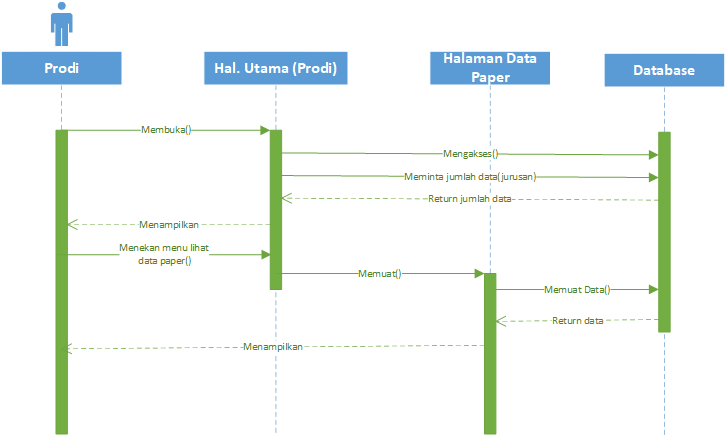 Prodi
Hal. Utama (Prodi)
Halaman Data
Paper
Database
Membuka()
Mengakses()
Meminta jumlah data(jurusan)
Return jumlah data
Menampilkan
Menekan menu lihat
data paper()
Memuat()
Memuat Data()
Return data
Menampilkan